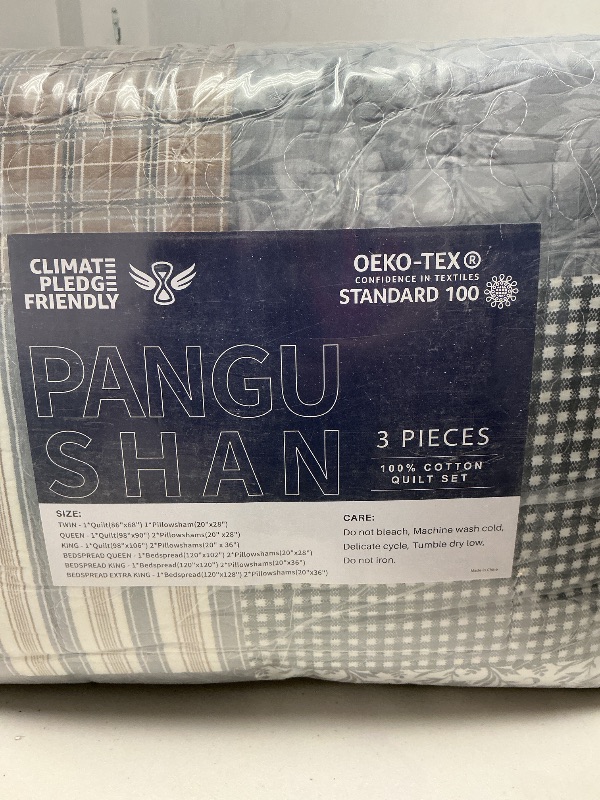 CLIMATE
PLEDGE
FRIENDLY
OEKO-TEX®
CONFIDENCE IN TEXTILES
STANDARD 100
PANGU
SHAN
3 PIECES
100% COTTON
QUILT SET
SIZE:
TWIN - 1*Quilt(86"x68") 1*Pillowsham(20"x28")
QUEEN - 1*Quilt(98"x90") 2*Pillowshams(20" x28")
KING - 1*Quilt(98"x106") 2*Pillowshams(20" x 36")
BEDSPREAD QUEEN - 1*Bedspread(120"x102") 2*Pillowshams(20"x28")
BEDSPREAD KING - 1*Bedspread(120"x120") 2*Pillowshams(20"x36")
BEDSPREAD EXTRA KING - 1*Bedspread(120"x128") 2*Pillowshams(20"x36")
CARE:
Do not bleach, Machine wash cold,
Delicate cycle, Tumble dry low,
Do not iron.
Made in China